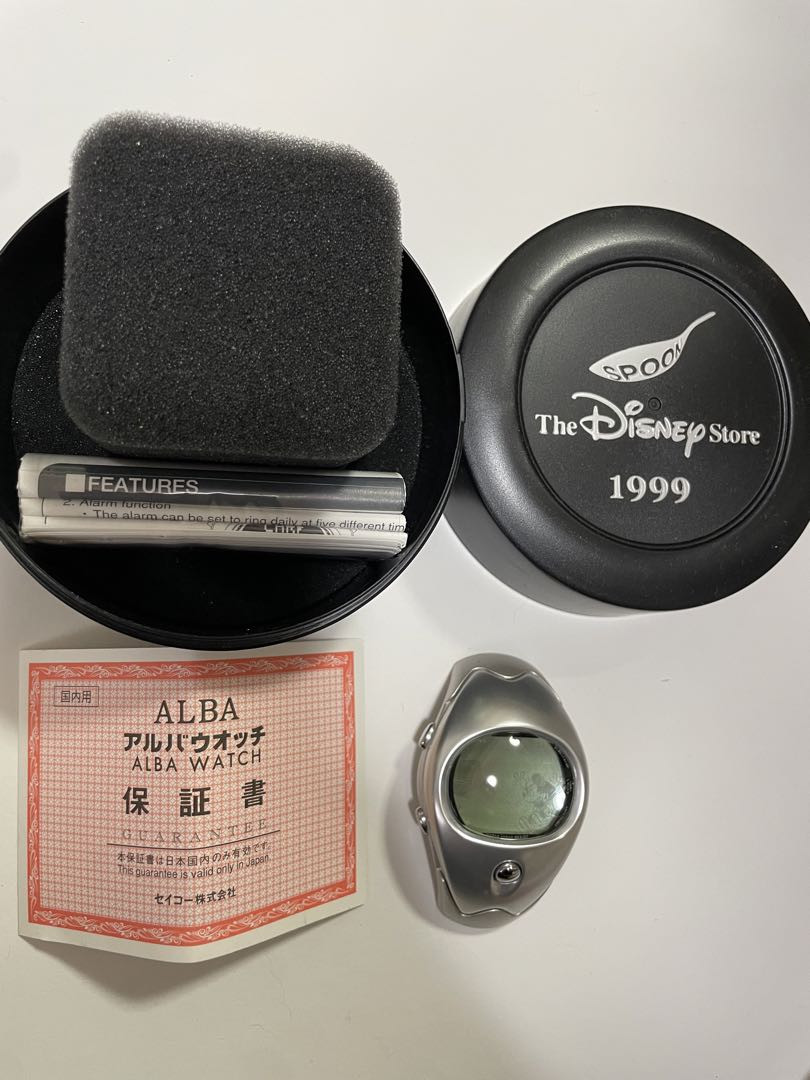 SPOON
The Disney Store
1999
FEATURES
2. Alarm function
・The alarm can be set to ring daily at five different tim
国内用
ALBA
アルバウオッチ
ALBA WATCH
保証書
GUARANTEE
本保証書は日本国内のみ有効です。
This guarantee is valid only in Japan.
セイコー株式会社